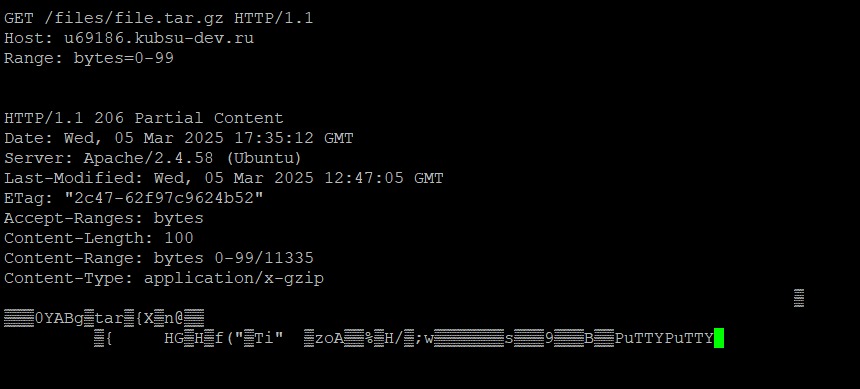 GET /files/file.tar.gz HTTP/1.1
Host: u69186.kubsu-dev.ru
Range: bytes=0-99
HTTP/1.1 206 Partial Content
Date: Wed, 05 Mar 2025 17:35:12 GMT
Server: Apache/2.4.58 (Ubuntu)
Last-Modified: Wed, 05 Mar 2025 12:47:05 GMT
ETag: "2c47-62f97c9624b52"
Accept-Ranges: bytes
Content-Length: 100
Content-Range: bytes 0-99/11335
Content-Type: application/x-gzip
▒
▒▒▒0YABg▒tar▒{X▒n@▒▒
▒{     HG▒H▒f("▒Ti"  ▒zoA▒▒%▒H/▒;w▒▒▒▒▒▒▒s▒▒▒9▒▒▒B▒▒PuTTYPuTTY